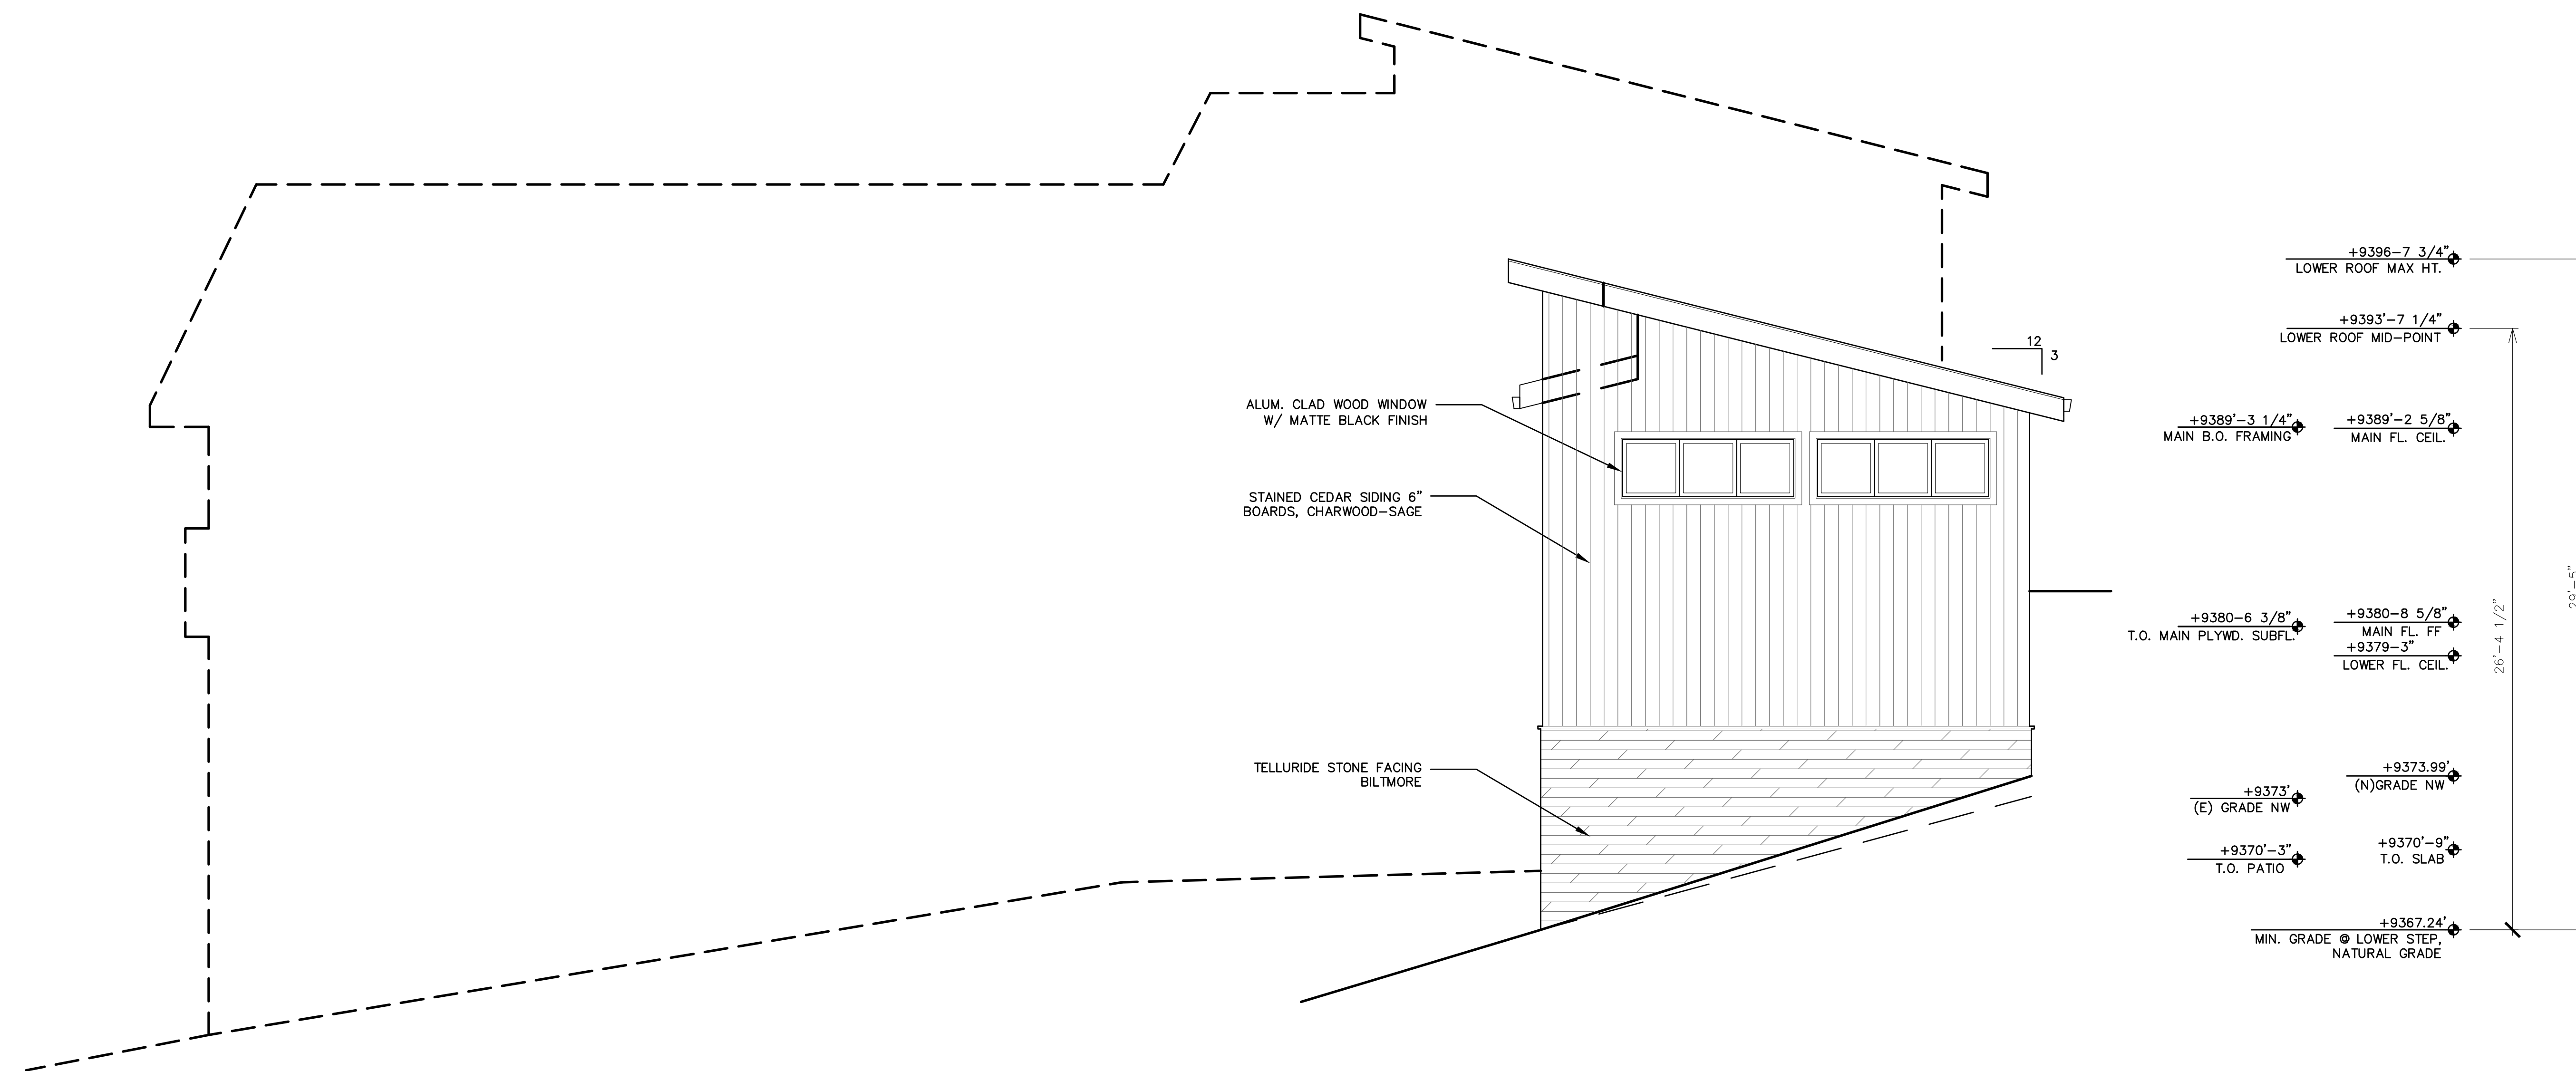 +9396-7 3/4"
LOWER ROOF MAX HT.
+9393'-7 1/4"
LOWER ROOF MID-POINT
12
3
ALUM. CLAD WOOD WINDOW
W/ MATTE BLACK FINISH
+9389'-3 1/4"
MAIN B.O. FRAMING
+9389'-2 5/8"
MAIN FL. CEIL.
STAINED CEDAR SIDING 6"
BOARDS, CHARWOOD-SAGE
29'-5"
26'-4 1/2"
+9380-6 3/8"
T.O. MAIN PLYWD. SUBFL.
+9380-8 5/8"
MAIN FL. FF
+9379-3"
LOWER FL. CEIL.
TELLURIDE STONE FACING
BILTMORE
+9373.99'
(N)GRADE NW
+9373'
(E) GRADE NW
+9370'-3"
T.O. PATIO
+9370'-9"
T.O. SLAB
+9367.24'
MIN. GRADE @ LOWER STEP,
NATURAL GRADE